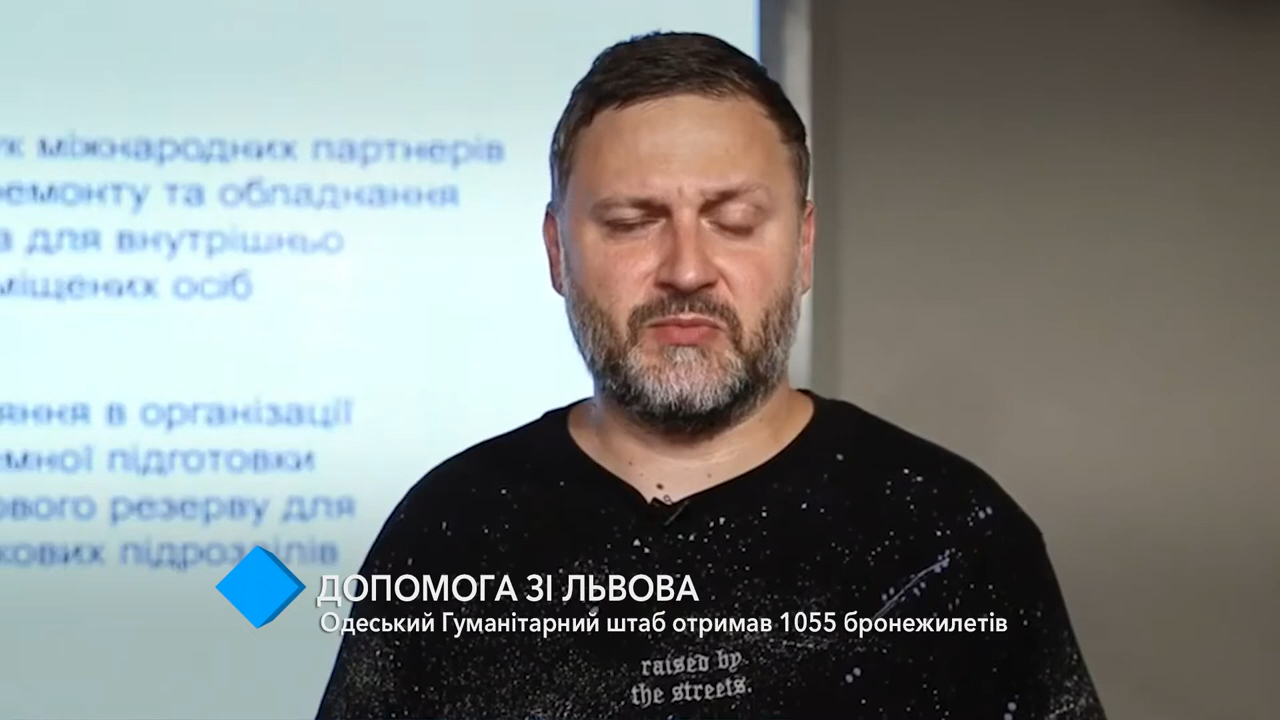 міжнародних партнерів
ремонту та обладнання
для внутрішньо
осіб
в організації
підготовки
резерву для
підрозділів
ДОПОМОГА ЗІ ЛЬВОВА
Одеський Гуманітарний штаб отримав 1055 бронежилетів
raised by
the streets.